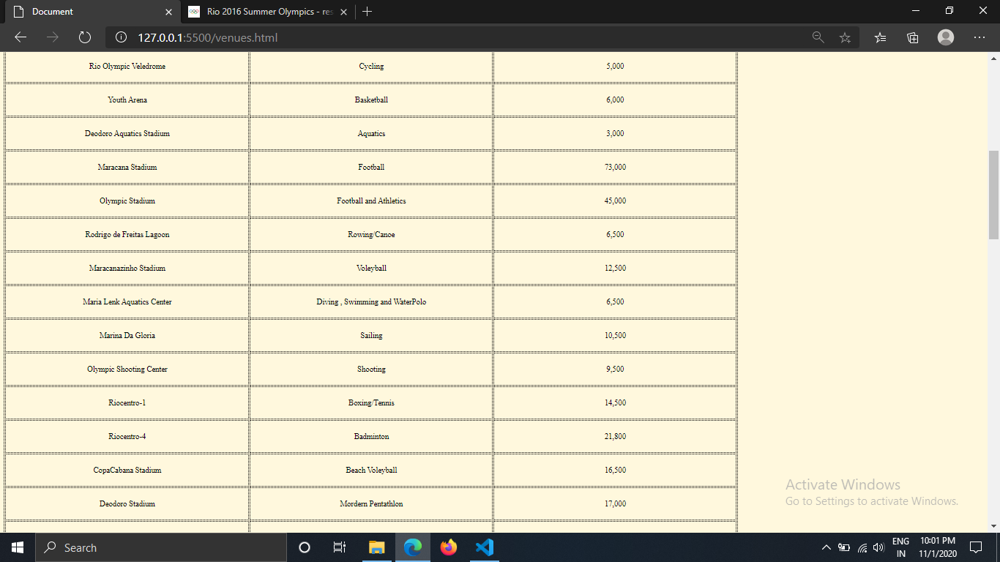 Document
Rio 2016 Summer Olympics - res
127.0.0.1:5500/venues.html
Rio Olympic Veledrome Cycling 5,000
Youth Arena Basketball 6,000
Deodoro Aquatics Stadium Aquatics 3,000
Maracana Stadium Football 73,000
Olympic Stadium Football and Athletics 45,000
Rodrigo de Freitas Lagoon Rowing/Canoe 6,500
Maracanazinho Stadium Voleyball 12,500
Maria Lenk Aquatics Center Diving , Swimming and WaterPolo 6,500
Marina Da Gloria Sailing 10,500
Olympic Shooting Center Shooting 9,500
Riocentro-1 Boxing/Tennis 14,500
Riocentro-4 Badminton 21,800
CopaCabana Stadium Beach Voleyball 16,500
Deodoro Stadium Mordern Pentathlon 17,000
Activate Windows
Go to Settings to activate Windows.
Search
ENG
IN
10:01 PM
11/1/2020